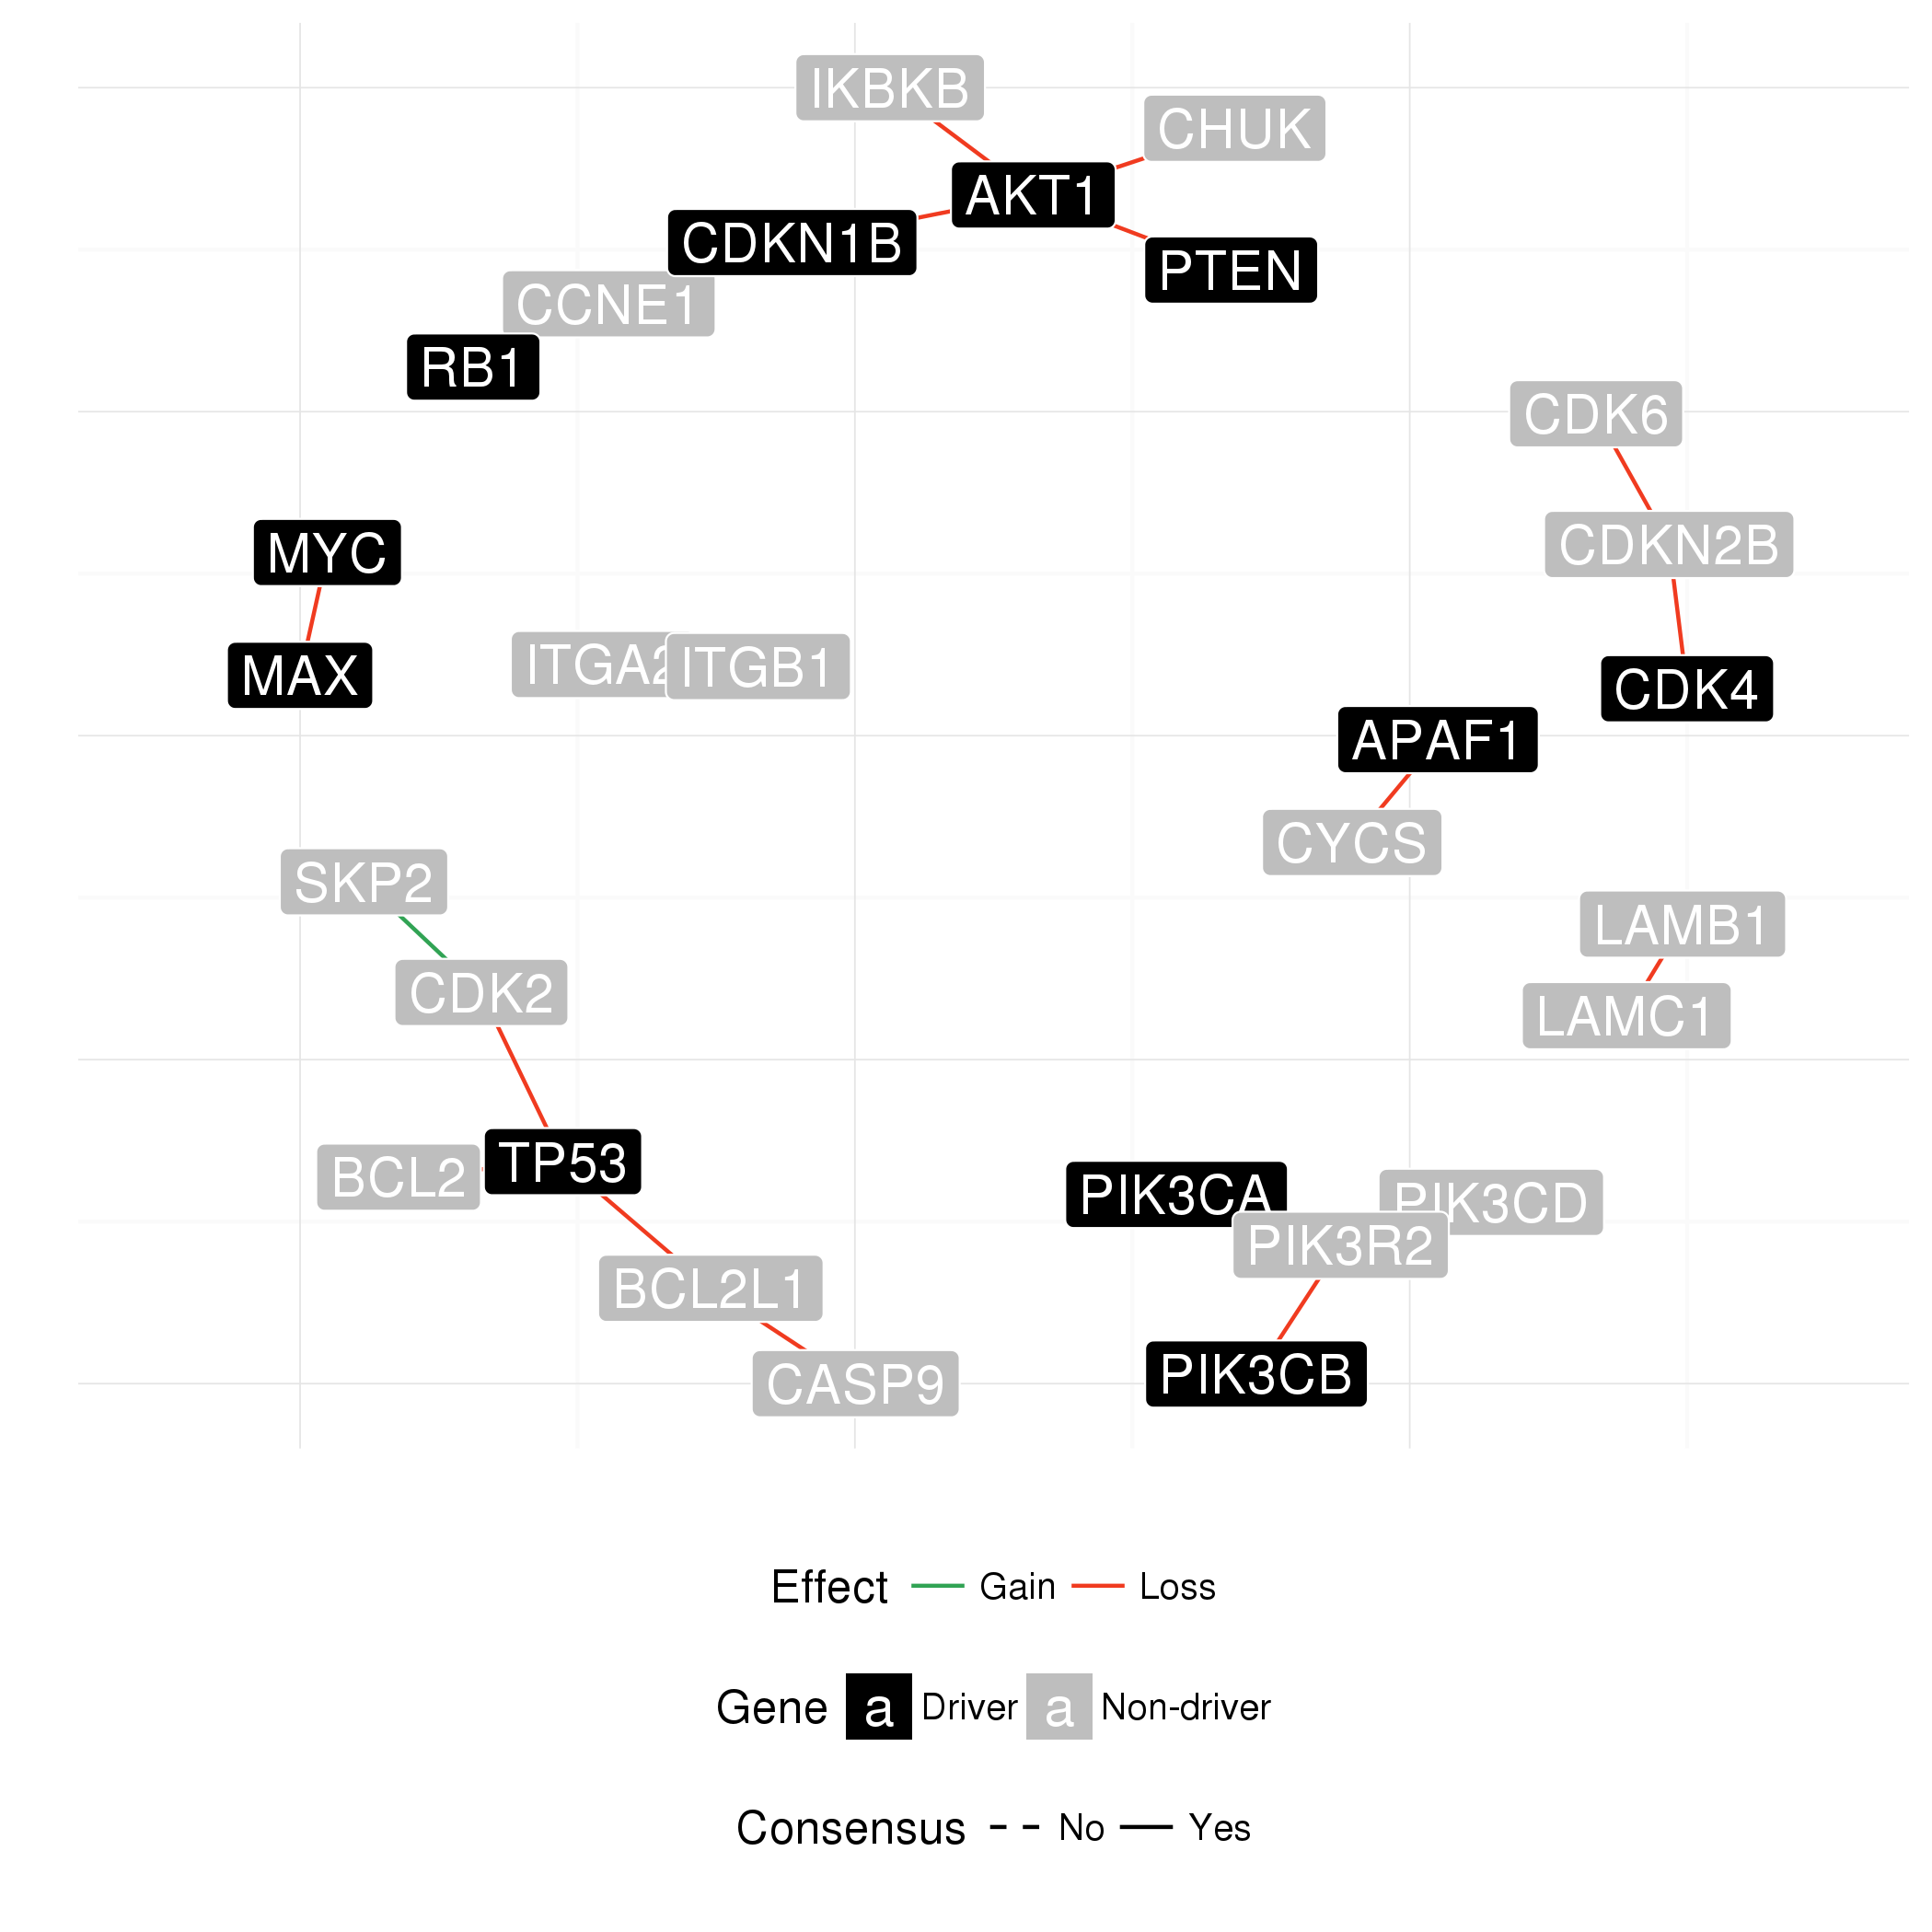 IKBKB
CHUK
AKT1
CDKN1B
PTEN
CCNE1
RB1
CDK6
MYC
CDKN2B
MAX
ITGA2
ITGB1
CDK4
APAF1
CYCS
SKP2
LAMB1
CDK2
LAMC1
TP53
BCL2
PIK3CA
PIK3CD
PIK3R2
BCL2L1
PIK3CB
CASP9
Effect Gain Loss
Gene a Driver a Non-driver
Consensus No Yes